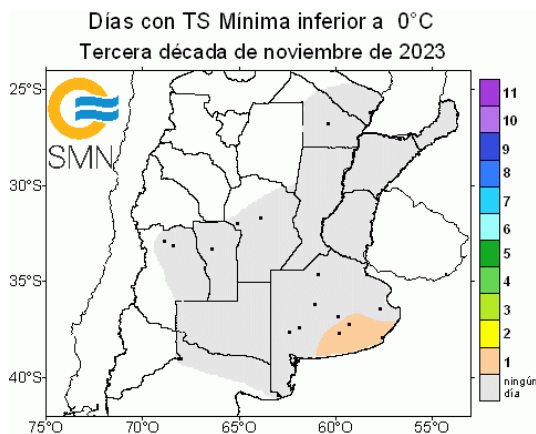 Días con TS Mínima inferior a 0°C
Tercera década de noviembre de 2023
SMN
25°S
30°S
35°S
40°S
75°O
70°O
65°O
60°O
55°O
11
10
9
8
7
6
5
4
3
2
1
ningún
día